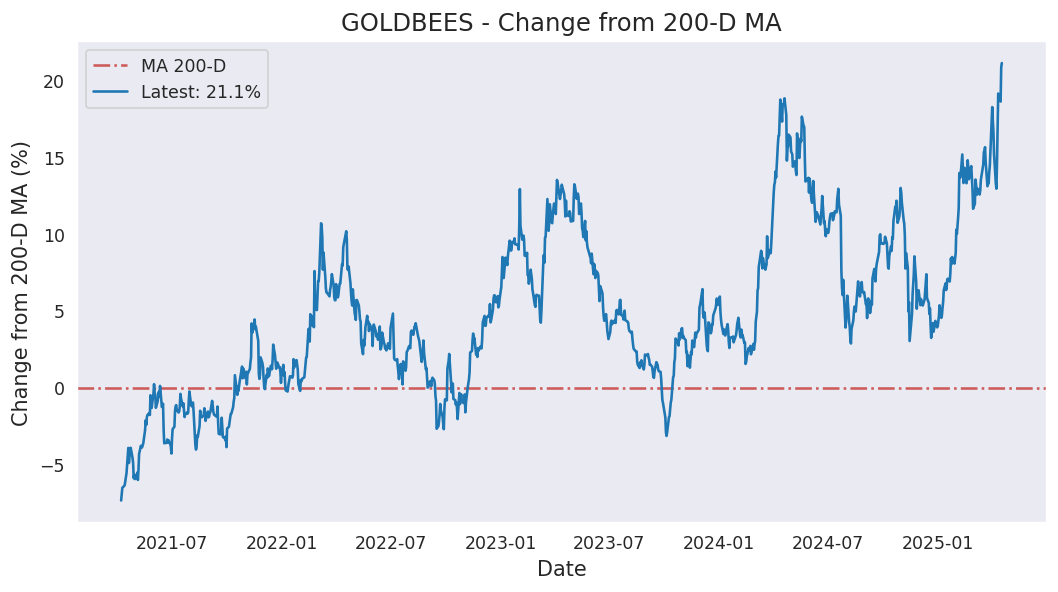 GOLDBEES - Change from 200-D MA
MA 200-D
Latest: 21.1%
Change from 200-D MA (%)
20
15
10
5
0
−5
2021-07 2022-01 2022-07 2023-01 2023-07 2024-01 2024-07 2025-01
Date